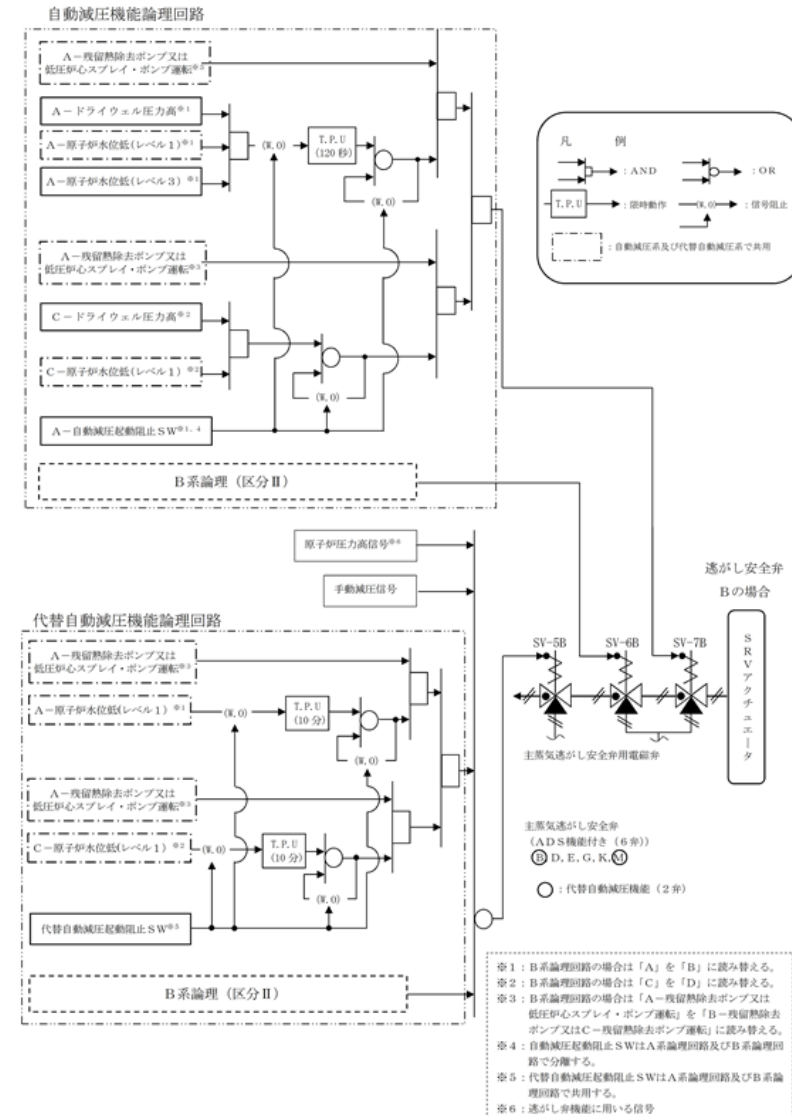 自動減圧機能論理回路
A－残留熱除去ポンプ又は
低圧炉心スプレイ・ポンプ運転※3
A－ドライウェル圧力高※1
A－原子炉水位低(レベル1)※1
A－原子炉水位低(レベル3)※1
(W.O)
T.P.U
(120秒)
(W.O)
A－残留熱除去ポンプ又は
低圧炉心スプレイ・ポンプ運転※3
C－ドライウェル圧力高※2
C－原子炉水位低(レベル1)※2
(W.O)
A－自動減圧起動阻止SW※1、4
B系論理（区分Ⅱ）
凡　例
：AND
：OR
T.P.U
：限時動作
(W.O)
：信号阻止
：自動減圧系及び代替自動減圧系で共用
原子炉圧力高信号※6
手動減圧信号
代替自動減圧機能論理回路
A－残留熱除去ポンプ又は
低圧炉心スプレイ・ポンプ運転※3
A－原子炉水位低(レベル1)※1
(W.O)
T.P.U
(10分)
(W.O)
A－残留熱除去ポンプ又は
低圧炉心スプレイ・ポンプ運転※3
C－原子炉水位低(レベル1)※2
(W.O)
T.P.U
(10分)
(W.O)
代替自動減圧起動阻止SW※5
B系論理（区分Ⅱ）
逃がし安全弁
Bの場合
SV-5B
SV-6B
SV-7B
SRVアクチュエータ
主蒸気逃がし安全弁用電磁弁
主蒸気逃がし安全弁
（ADS機能付き（6弁））
B, D, E, G, K, M
○：代替自動減圧機能（2弁）
※1：B系論理回路の場合は「A」を「B」に読み替える。
※2：B系論理回路の場合は「C」を「D」に読み替える。
※3：B系論理回路の場合は「A－残留熱除去ポンプ又は
低圧炉心スプレイ・ポンプ運転」を「B－残留熱除去
ポンプ又はC－残留熱除去ポンプ運転」に読み替える。
※4：自動減圧起動阻止SWはA系論理回路及びB系論理回
路で分離する。
※5：代替自動減圧起動阻止SWはA系論理回路及びB系論
理回路で共用する。
※6：逃がし弁機能に用いる信号